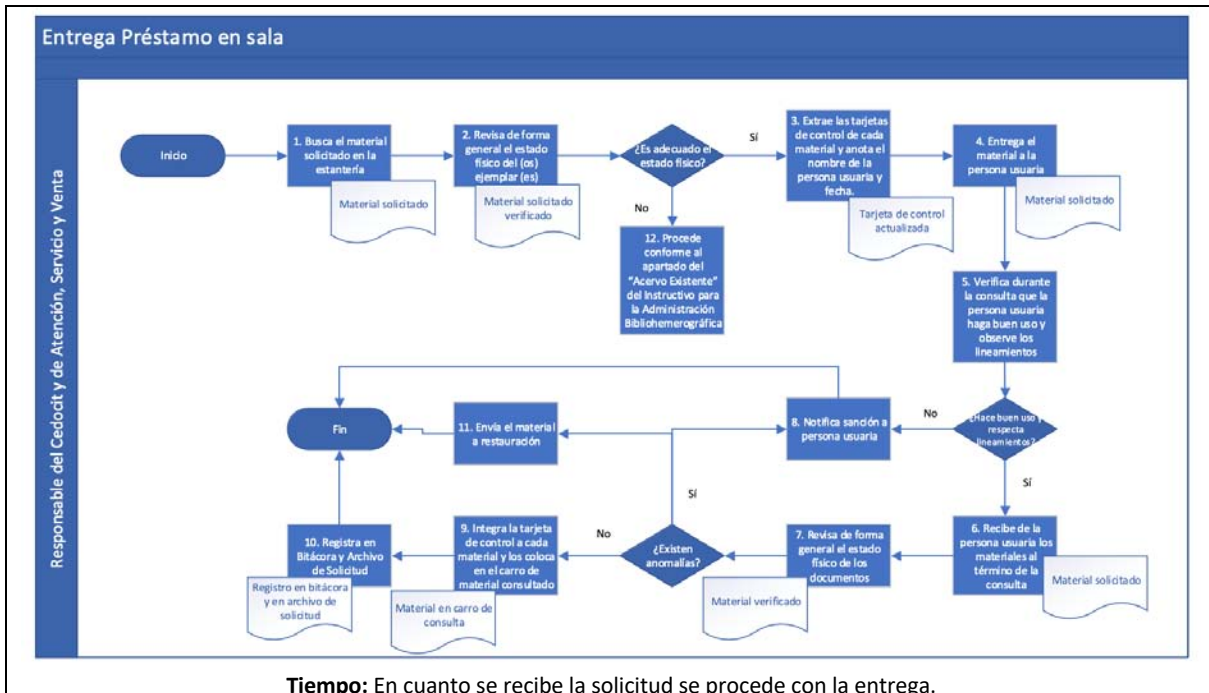 Entrega Préstamo en sala
Responsable del Cedocit y de Atención, Servicio y Venta
Inicio
1. Busca el material
solicitado en la
estantería
Material solicitado
2. Revisa de forma
general el estado
físico del (os)
ejemplar (es)
Material solicitado
verificado
¿Es adecuado el
estado físico?
Sí
No
3. Extrae las tarjetas
de control de cada
material y anota el
nombre de la
persona usuaria y
fecha.
Tarjeta de control
actualizada
4. Entrega el
material a la
persona usuaria
Material solicitado
12. Procede
conforme al
apartado del
“Acervo Existente”
del Instructivo para
la Administración
Bibliohemerográfica
5. Verifica durante
la consulta que la
persona usuaria
haga buen uso y
observe los
lineamientos
¿Hace buen uso y
respecta
lineamientos?
No
Sí
8. Notifica sanción a
persona usuaria
11. Envía el material
a restauración
Fin
6. Recibe de la
persona usuaria los
materiales al
término de la
consulta
Material solicitado
7. Revisa de forma
general el estado
físico de los
documentos
Material verificado
¿Existen
anomalías?
Sí
No
9. Integra la tarjeta
de control a cada
material y los coloca
en el carro de
material consultado
Material en carro de
consulta
10. Registra en
Bitácora y Archivo
de Solicitud
Registro en bitácora
y en archivo de
solicitud
Tiempo: En cuanto se recibe la solicitud se procede con la entrega.